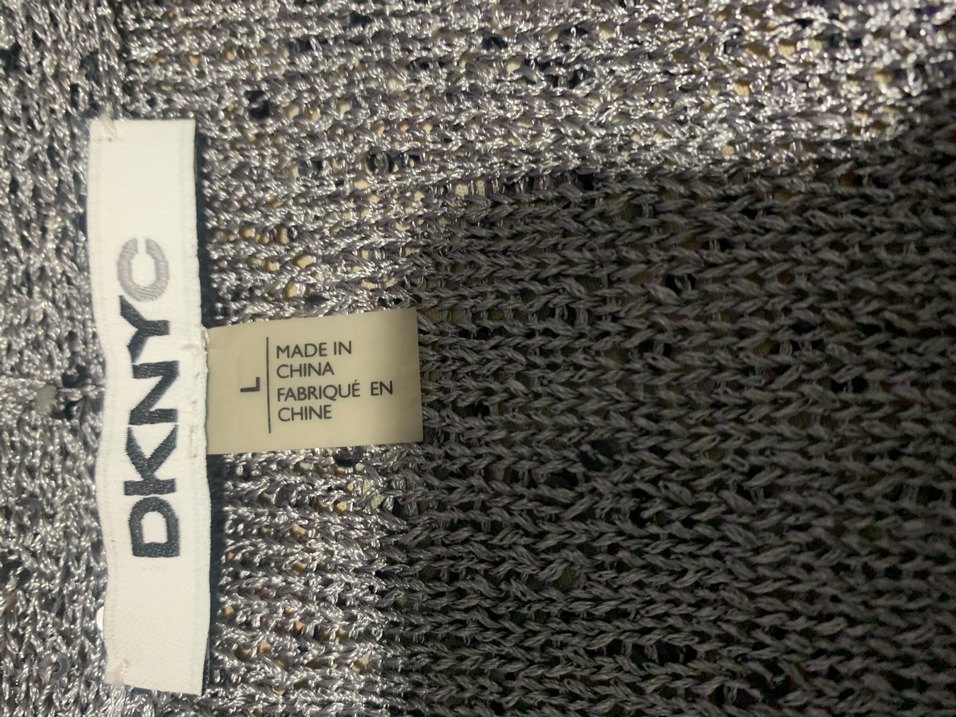 DKNYC
L
MADE IN
CHINA
FABRIQUÉ EN
CHINE